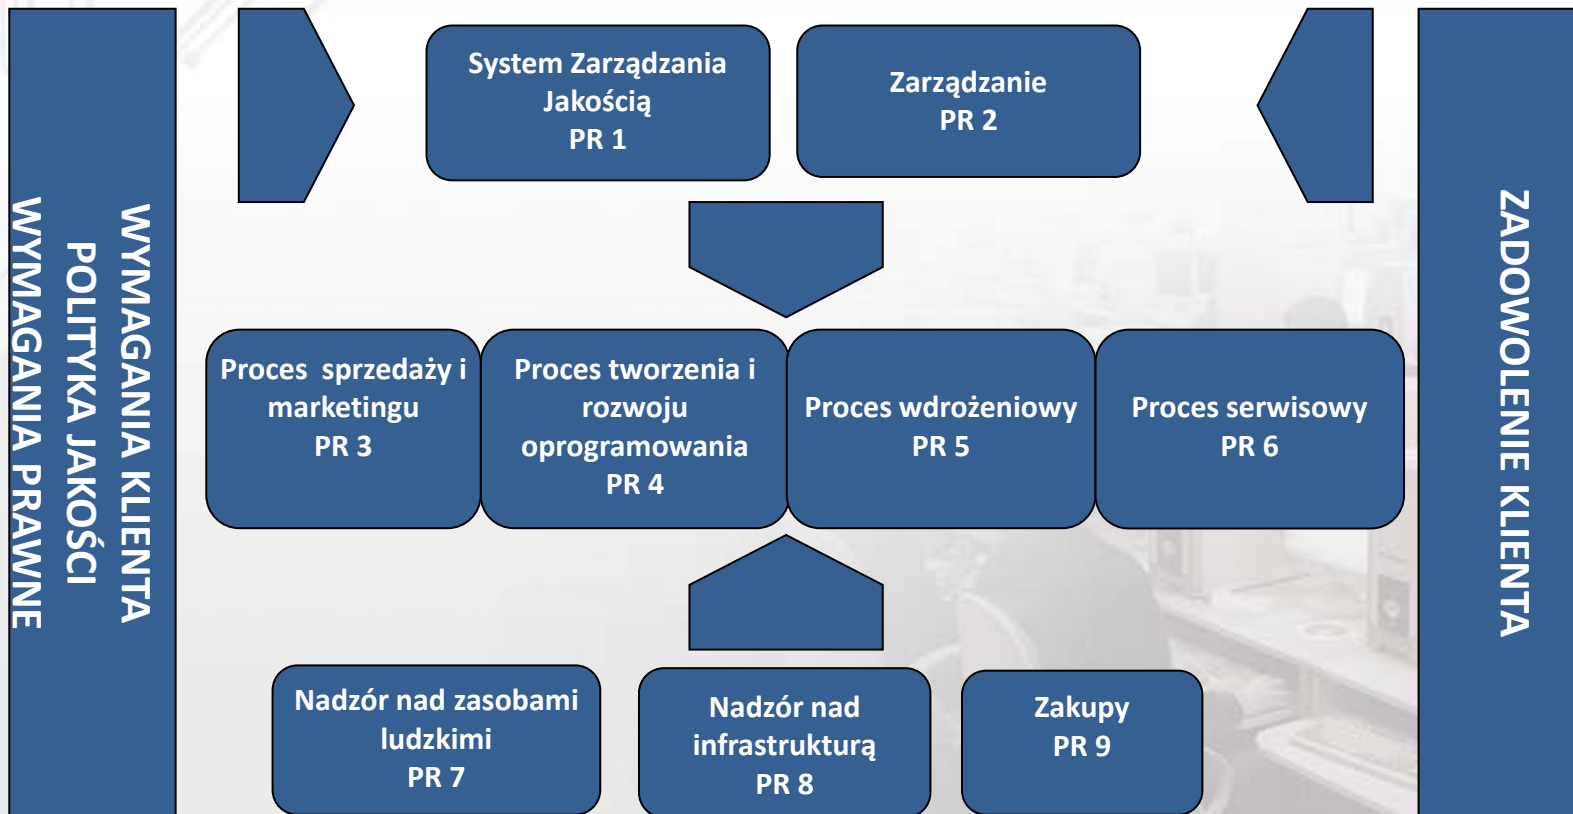 WYMAGANIA KLIENTA
POLITYKA JAKOŚCI
WYMAGANIA PRAWNE
System Zarządzania
Jakością
PR 1
Zarządzanie
PR 2
Proces sprzedaży i
marketingu
PR 3
Proces tworzenia i
rozwoju
oprogramowania
PR 4
Proces wdrożeniowy
PR 5
Proces serwisowy
PR 6
Nadzór nad zasobami
ludzkimi
PR 7
Nadzór nad
infrastrukturą
PR 8
Zakupy
PR 9
ZADOWOLENIE KLIENTA